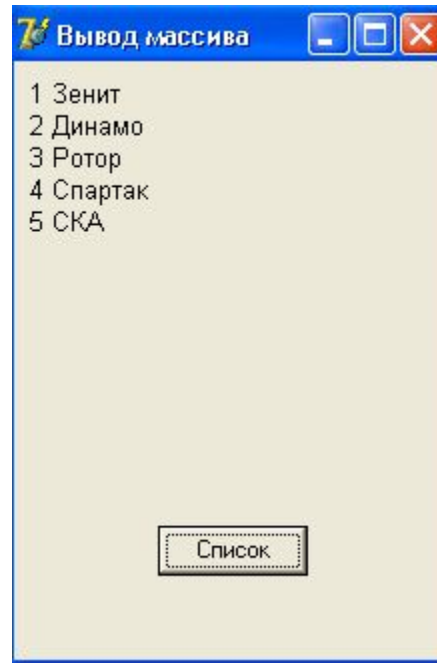 Вывод массива
1 Зенит
2 Динамо
3 Ротор
4 Спартак
5 СКА
Список